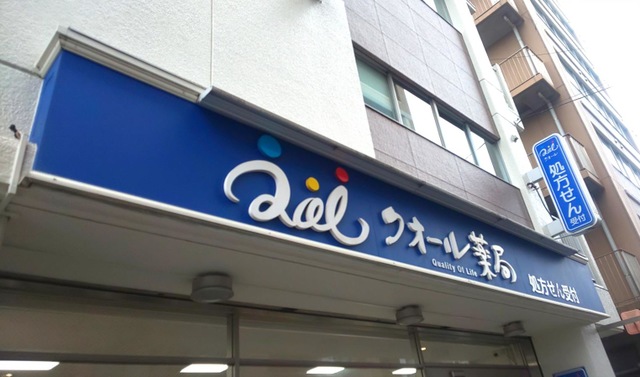 Qol クオール薬局
Quality Of Life
処方せん受付
Qol
クオール
処方せん
受付